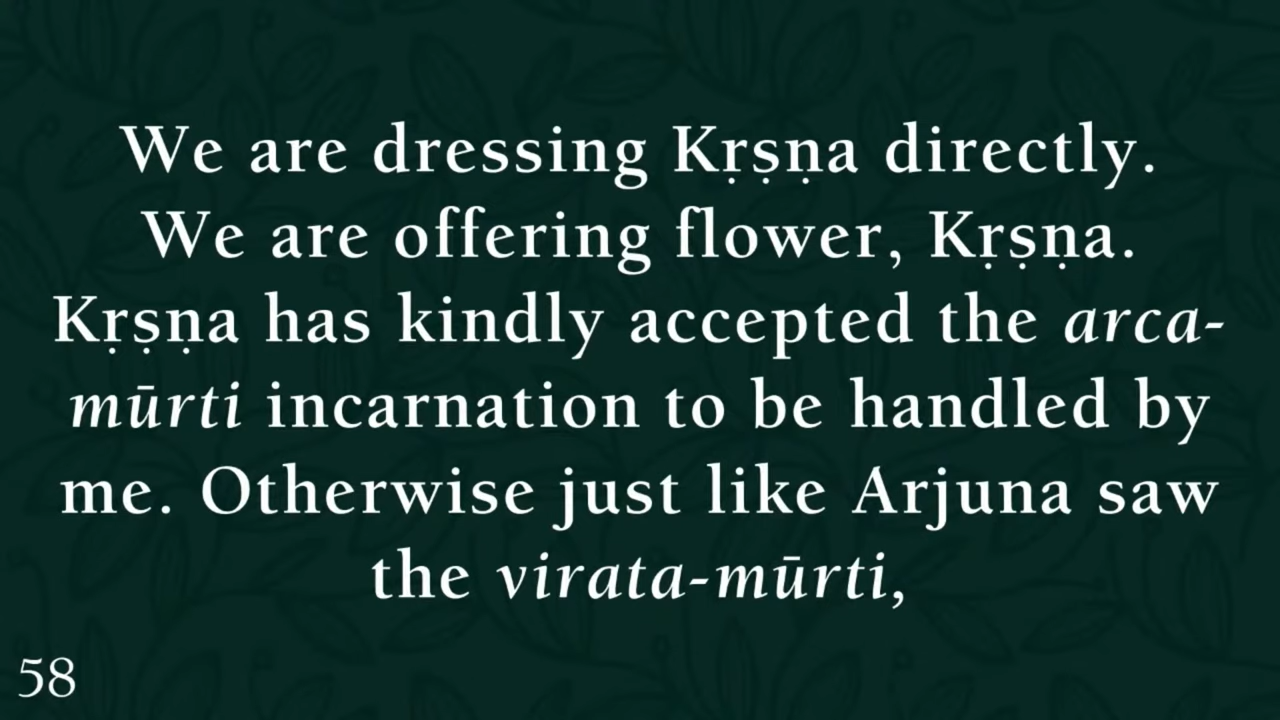 We are dressing Kṛṣṇa directly.
We are offering flower, Kṛṣṇa.
Kṛṣṇa has kindly accepted the arca-
mūrti incarnation to be handled by
me. Otherwise just like Arjuna saw
the virata-mūrti,
58